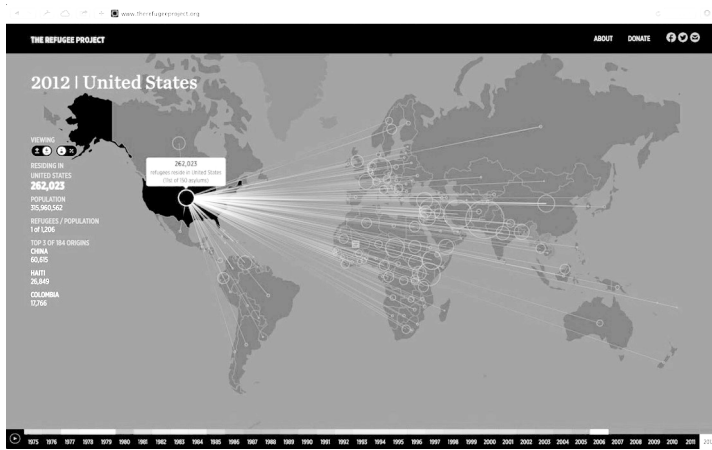 www.therefugeeproject.org
THE REFUGEE PROJECT
ABOUT DONATE
2012 | United States
VIEWING
RESIDING IN
UNITED STATES
262,023
POPULATION
315,960,562
REFUGEES / POPULATION
1 of 1,206
TOP 3 OF 184 ORIGINS
CHINA
60,615
HAITI
26,849
COLOMBIA
17,766
262,023
refugees reside in United States
1975 1976 1977 1978 1979 1980 1981 1982 1983 1984 1985 1986 1987 1988 1989 1990 1991 1992 1993 1994 1995 1996 1997 1998 1999 2000 2001 2002 2003 2004 2005 2006 2007 2008 2009 2010 2011